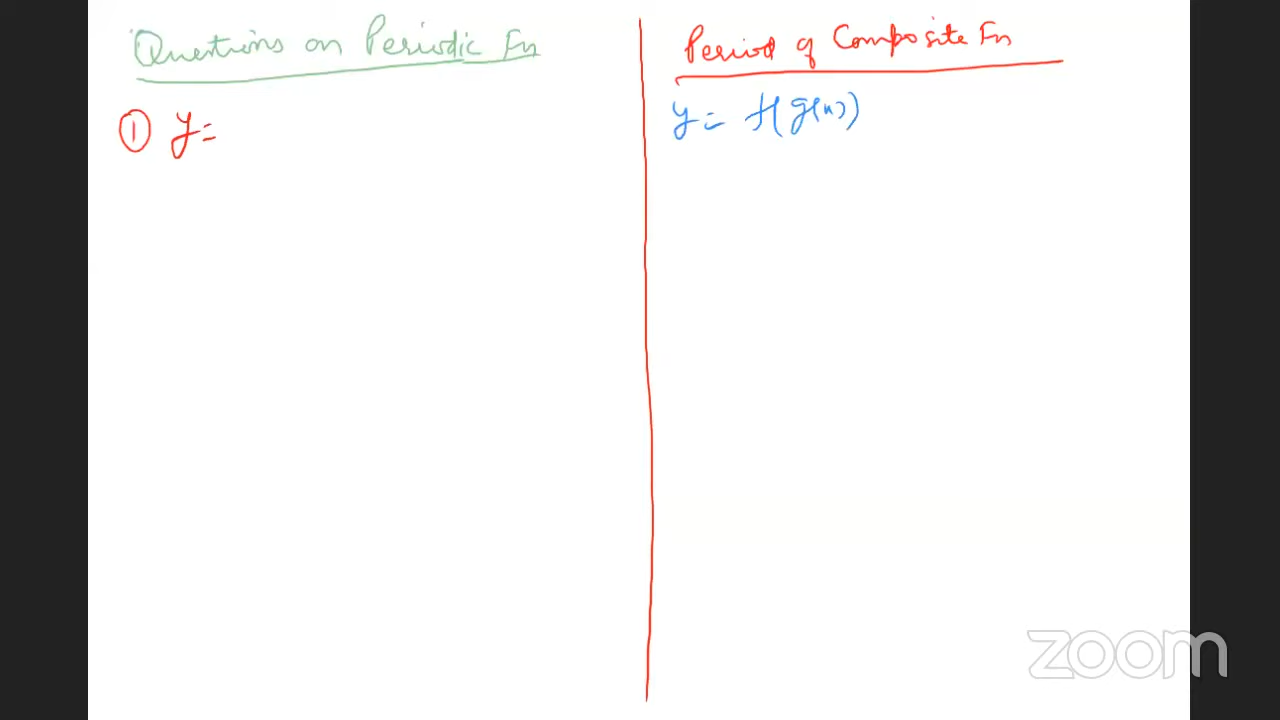 Questions on Periodic Fn
① y=
Period of Composite Fn
y = f(g(x))
zoom